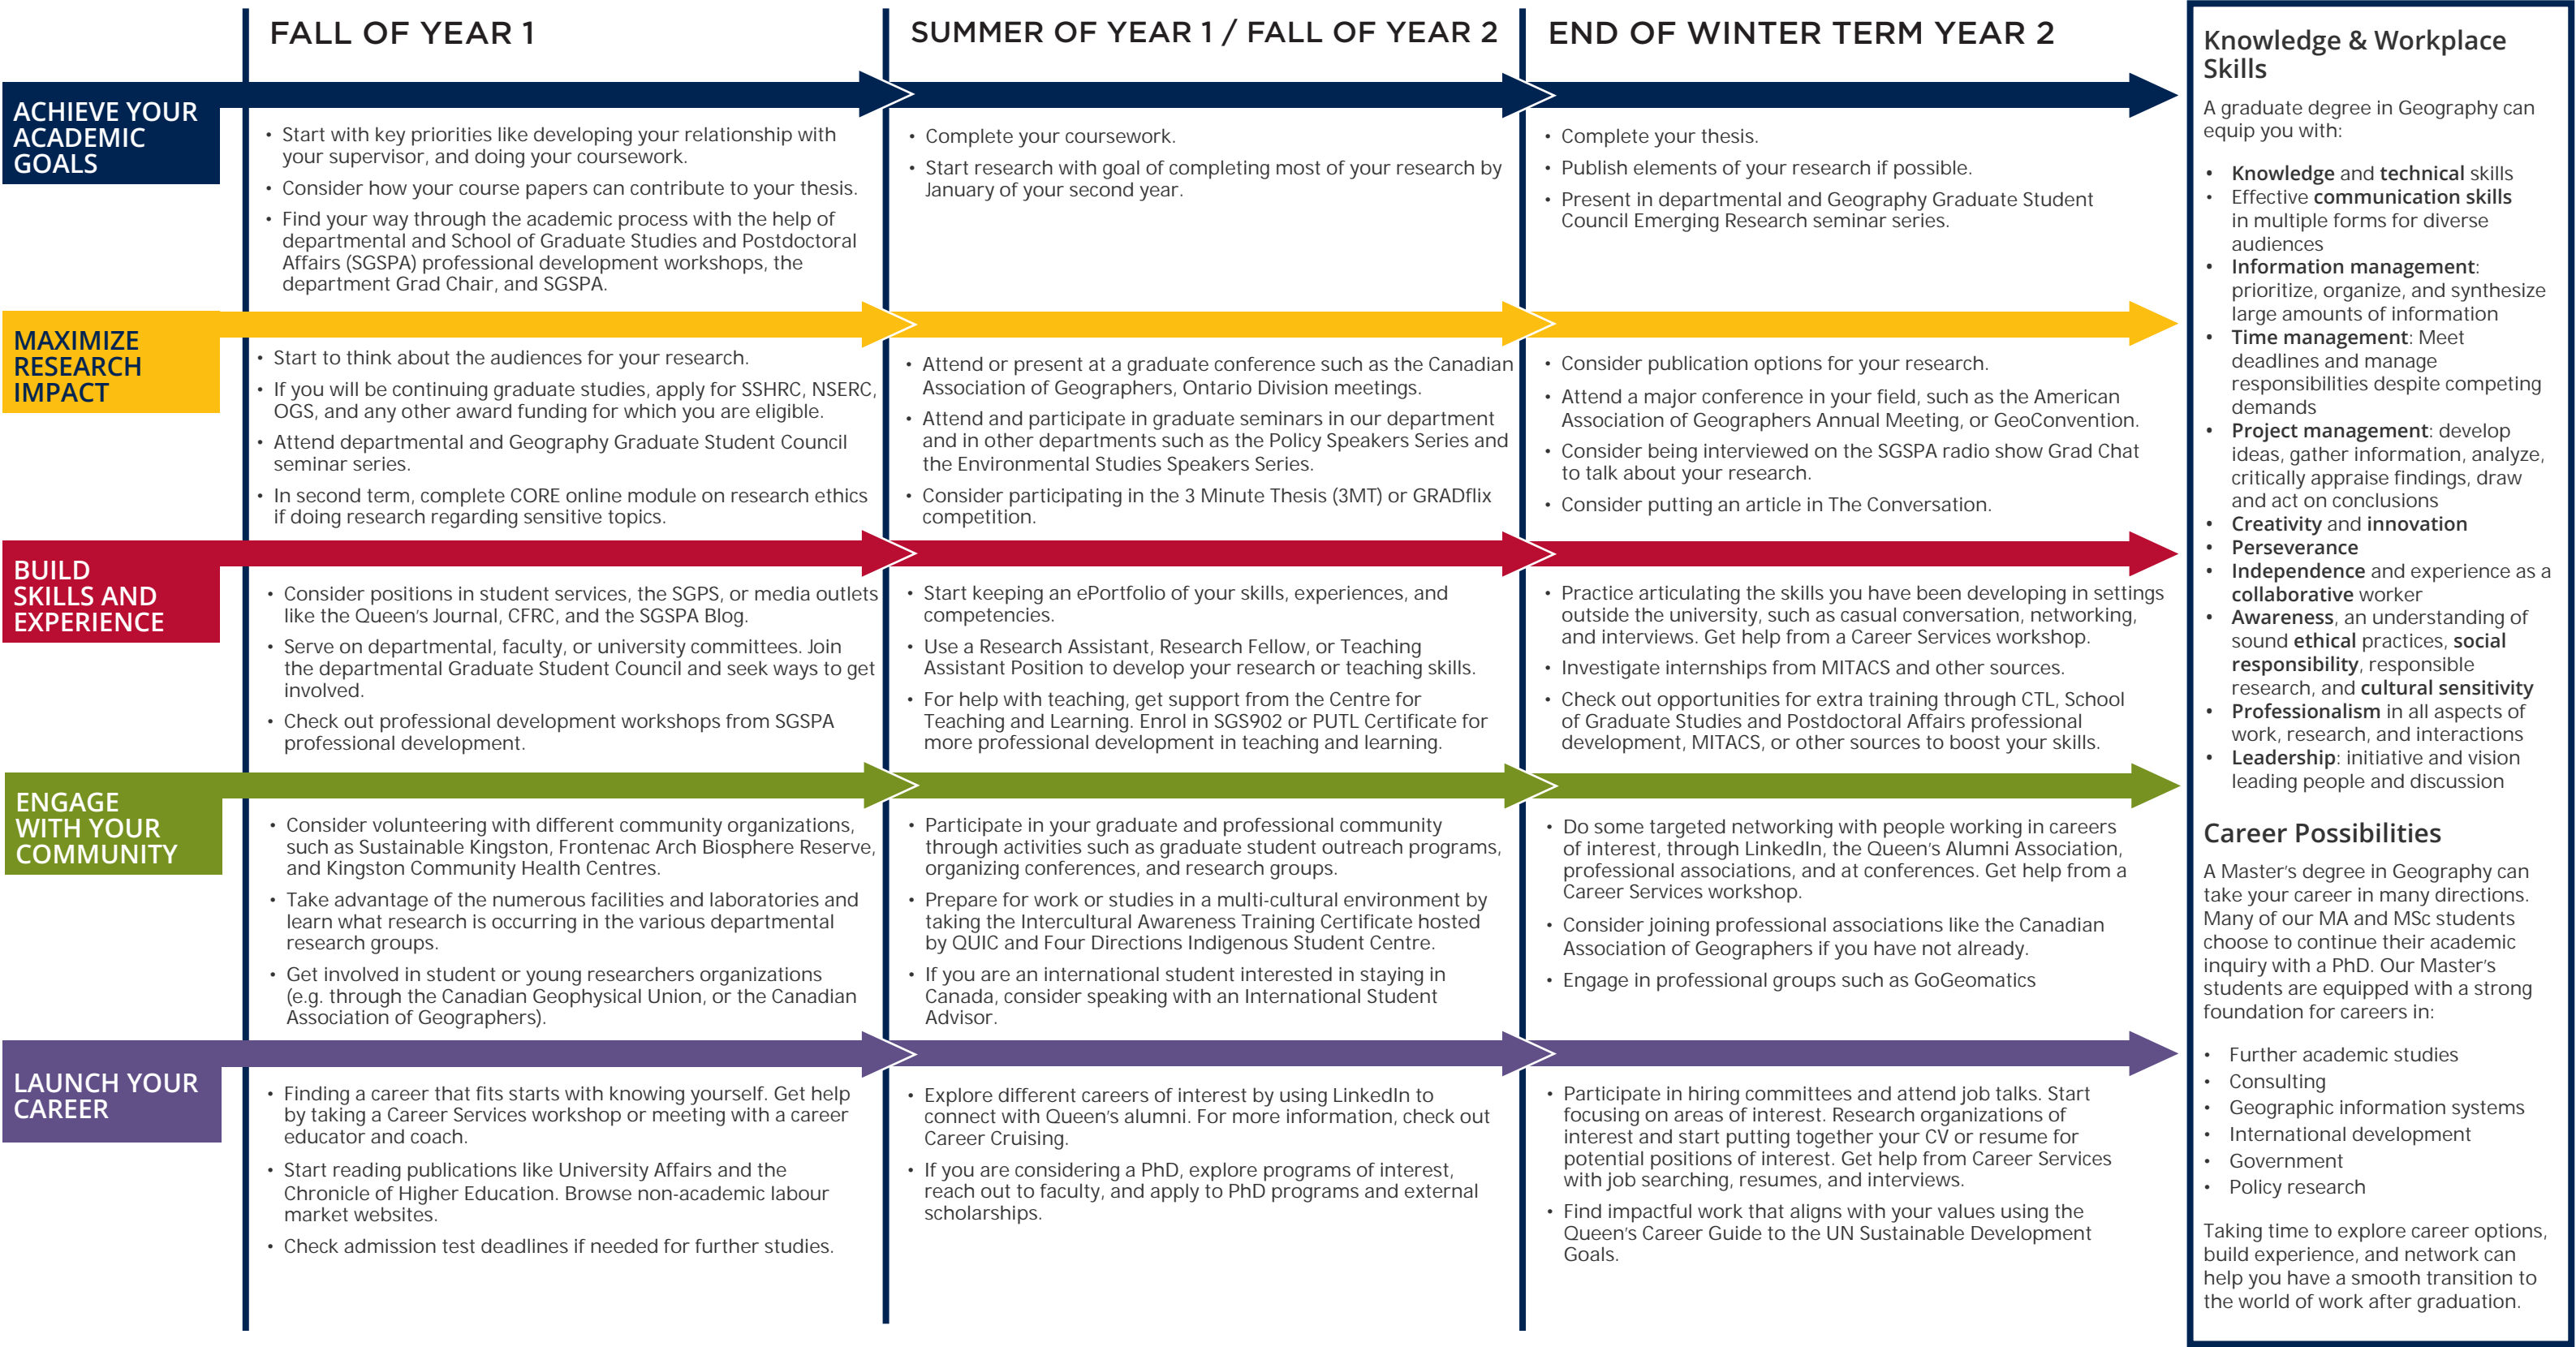 FALL OF YEAR 1
SUMMER OF YEAR 1 / FALL OF YEAR 2
END OF WINTER TERM YEAR 2
ACHIEVE YOUR
ACADEMIC
GOALS
• Start with key priorities like developing your relationship with
your supervisor, and doing your coursework.
• Consider how your course papers can contribute to your thesis.
• Find your way through the academic process with the help of
departmental and School of Graduate Studies and Postdoctoral
Affairs (SGSPA) professional development workshops, the
department Grad Chair, and SGSPA.
• Complete your coursework.
• Start research with goal of completing most of your research by
January of your second year.
• Complete your thesis.
• Publish elements of your research if possible.
• Present in departmental and Geography Graduate Student
Council Emerging Research seminar series.
MAXIMIZE
RESEARCH
IMPACT
• Start to think about the audiences for your research.
• If you will be continuing graduate studies, apply for SSHRC, NSERC,
OGS, and any other award funding for which you are eligible.
• Attend departmental and Geography Graduate Student Council
seminar series.
• In second term, complete CORE online module on research ethics
if doing research regarding sensitive topics.
• Attend or present at a graduate conference such as the Canadian
Association of Geographers, Ontario Division meetings.
• Attend and participate in graduate seminars in our department
and in other departments such as the Policy Speakers Series and
the Environmental Studies Speakers Series.
• Consider participating in the 3 Minute Thesis (3MT) or GRADflix
competition.
• Consider publication options for your research.
• Attend a major conference in your field, such as the American
Association of Geographers Annual Meeting, or GeoConvention.
• Consider being interviewed on the SGSPA radio show Grad Chat
to talk about your research.
• Consider putting an article in The Conversation.
BUILD
SKILLS AND
EXPERIENCE
• Consider positions in student services, the SGPS, or media outlets
like the Queen's Journal, CFRC, and the SGSPA Blog.
• Serve on departmental, faculty, or university committees. Join
the departmental Graduate Student Council and seek ways to get
involved.
• Check out professional development workshops from SGSPA
professional development.
• Start keeping an ePortfolio of your skills, experiences, and
competencies.
• Use a Research Assistant, Research Fellow, or Teaching
Assistant Position to develop your research or teaching skills.
• For help with teaching, get support from the Centre for
Teaching and Learning. Enrol in SGS902 or PUTL Certificate for
more professional development in teaching and learning.
• Practice articulating the skills you have been developing in settings
outside the university, such as casual conversation, networking,
and interviews. Get help from a Career Services workshop.
• Investigate internships from MITACS and other sources.
• Check out opportunities for extra training through CTL, School
of Graduate Studies and Postdoctoral Affairs professional
development, MITACS, or other sources to boost your skills.
ENGAGE
WITH YOUR
COMMUNITY
• Consider volunteering with different community organizations,
such as Sustainable Kingston, Frontenac Arch Biosphere Reserve,
and Kingston Community Health Centres.
• Take advantage of the numerous facilities and laboratories and
learn what research is occurring in the various departmental
research groups.
• Get involved in student or young researchers organizations
(e.g. through the Canadian Geophysical Union, or the Canadian
Association of Geographers).
• Participate in your graduate and professional community
through activities such as graduate student outreach programs,
organizing conferences, and research groups.
• Prepare for work or studies in a multi-cultural environment by
taking the Intercultural Awareness Training Certificate hosted
by QUIC and Four Directions Indigenous Student Centre.
• If you are an international student interested in staying in
Canada, consider speaking with an International Student
Advisor.
• Do some targeted networking with people working in careers
of interest, through LinkedIn, the Queen's Alumni Association,
professional associations, and at conferences. Get help from a
Career Services workshop.
• Consider joining professional associations like the Canadian
Association of Geographers if you have not already.
• Engage in professional groups such as GoGeomatics
LAUNCH YOUR
CAREER
• Finding a career that fits starts with knowing yourself. Get help
by taking a Career Services workshop or meeting with a career
educator and coach.
• Start reading publications like University Affairs and the
Chronicle of Higher Education. Browse non-academic labour
market websites.
• Check admission test deadlines if needed for further studies.
• Explore different careers of interest by using LinkedIn to
connect with Queen's alumni. For more information, check out
Career Cruising.
• If you are considering a PhD, explore programs of interest,
reach out to faculty, and apply to PhD programs and external
scholarships.
• Participate in hiring committees and attend job talks. Start
focusing on areas of interest. Research organizations of
interest and start putting together your CV or resume for
potential positions of interest. Get help from Career Services
with job searching, resumes, and interviews.
• Find impactful work that aligns with your values using the
Queen's Career Guide to the UN Sustainable Development
Goals.
Knowledge & Workplace
Skills
A graduate degree in Geography can
equip you with:
• Knowledge and technical skills
• Effective communication skills
in multiple forms for diverse
audiences
• Information management:
prioritize, organize, and synthesize
large amounts of information
• Time management: Meet
deadlines and manage
responsibilities despite competing
demands
• Project management: develop
ideas, gather information, analyze,
critically appraise findings, draw
and act on conclusions
• Creativity and innovation
• Perseverance
• Independence and experience as a
collaborative worker
• Awareness, an understanding of
sound ethical practices, social
responsibility, responsible
research, and cultural sensitivity
• Professionalism in all aspects of
work, research, and interactions
• Leadership: initiative and vision
leading people and discussion
Career Possibilities
A Master's degree in Geography can
take your career in many directions.
Many of our MA and MSc students
choose to continue their academic
inquiry with a PhD. Our Master's
students are equipped with a strong
foundation for careers in:
• Further academic studies
• Consulting
• Geographic information systems
• International development
• Government
• Policy research
Taking time to explore career options,
build experience, and network can
help you have a smooth transition to
the world of work after graduation.